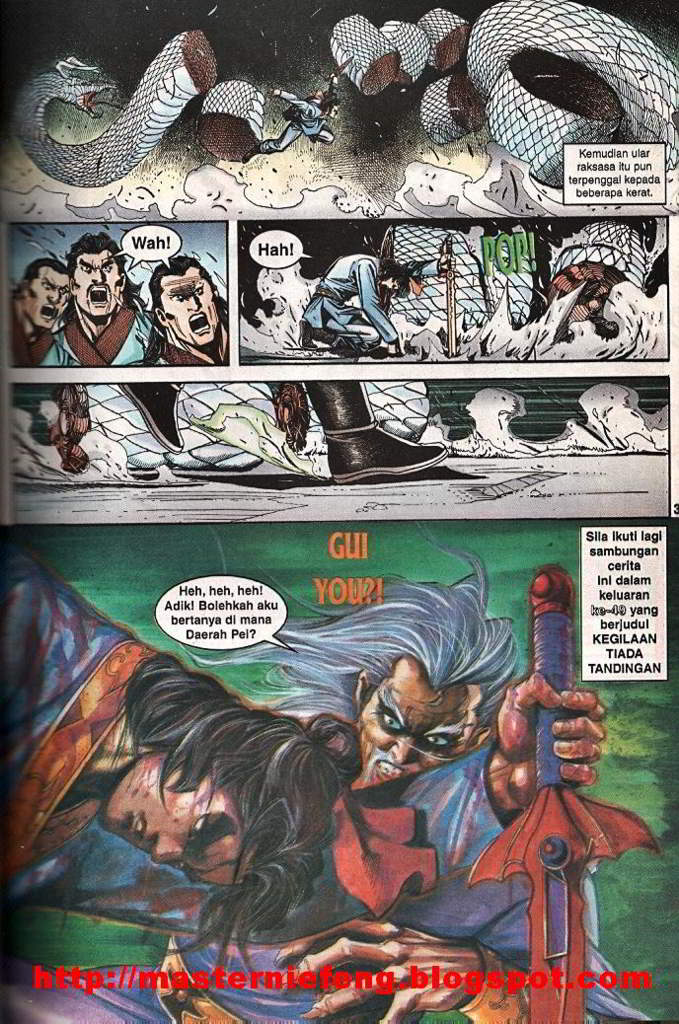 Kemudian ular
raksasa itu pun
terpenggal kepada
beberapa kerat.
Wah!
Hah!
POP!
3
GUI
YOU?!
Heh, heh, heh!
Adik! Bolehkah aku
bertanya di mana
Daerah Pei?
Sila ikuti lagi
sambungan
cerita
ini dalam
keluaran
ke-49 yang
berjudul
KEGILAAN
TIADA
TANDINGAN
http://masterniefong.blogspot.com